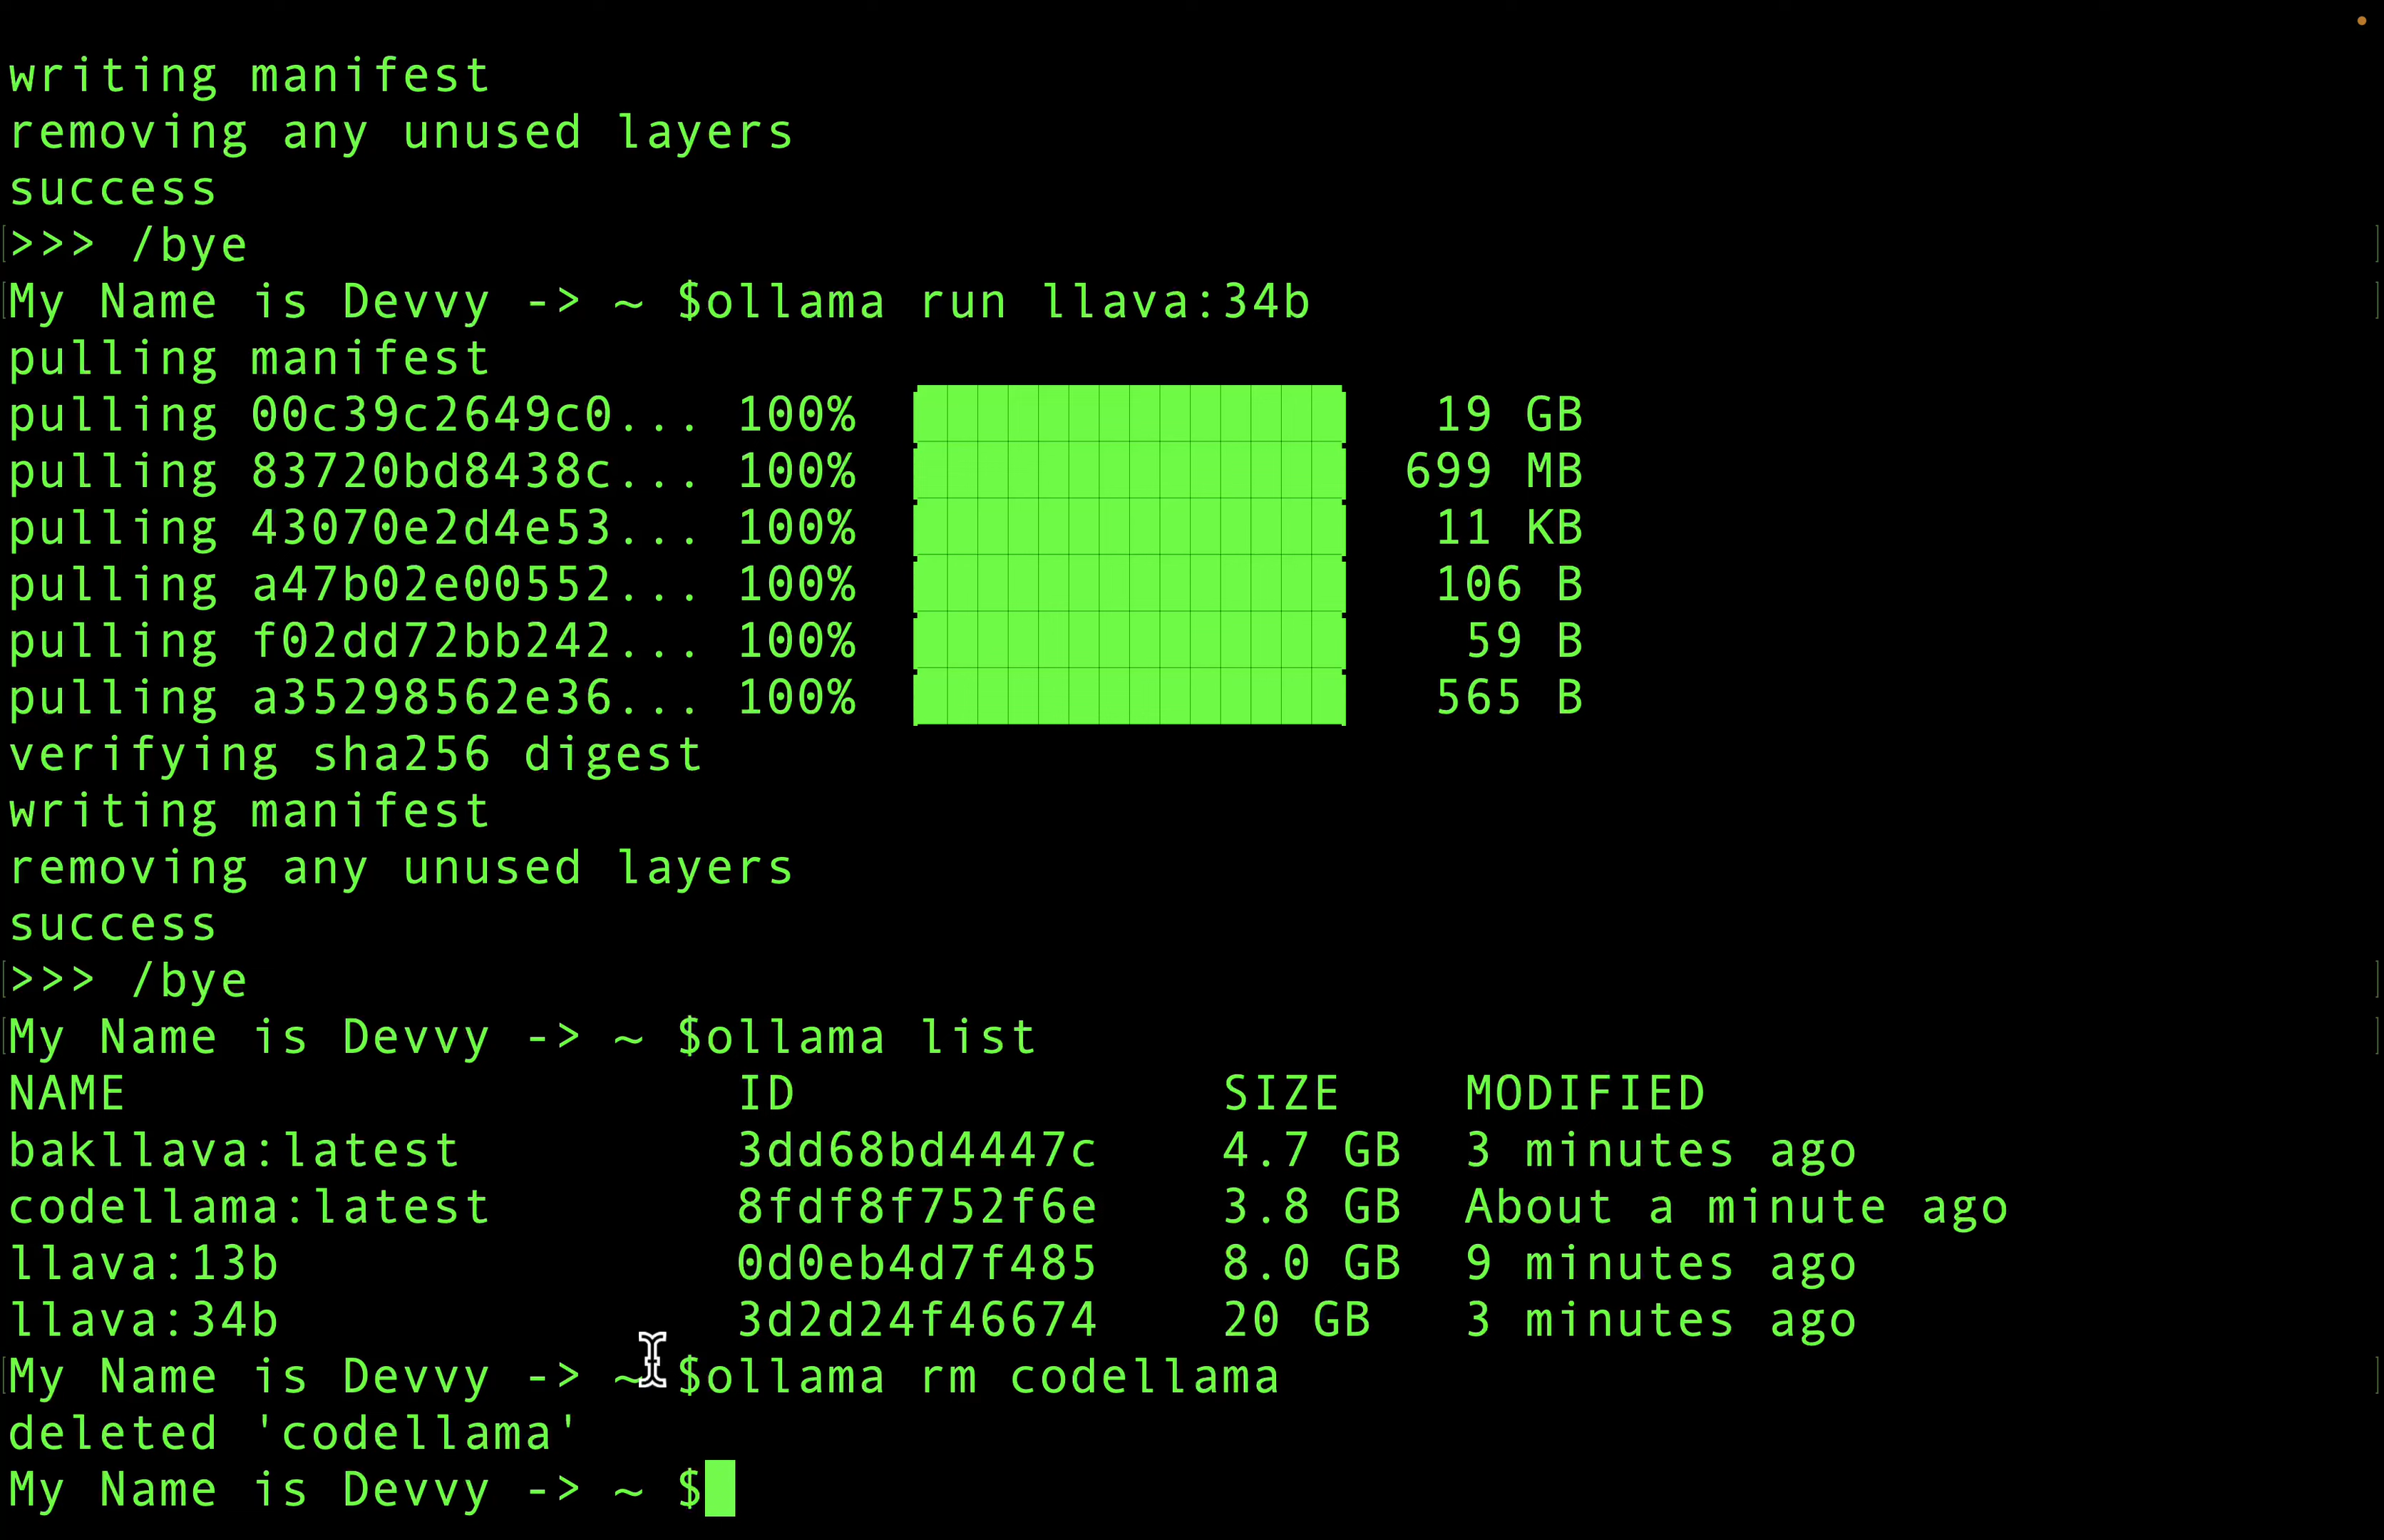 writing manifest
removing any unused layers
success
>>> /bye
My Name is Devvy -> ~ $ollama run llava:34b
pulling manifest
pulling 00c39c2649c0... 100% 19 GB
pulling 83720bd8438c... 100% 699 MB
pulling 43070e2d4e53... 100% 11 KB
pulling a47b02e00552... 100% 106 B
pulling f02dd72bb242... 100% 59 B
pulling a35298562e36... 100% 565 B
verifying sha256 digest
writing manifest
removing any unused layers
success
>>> /bye
My Name is Devvy -> ~ $ollama list
NAME ID SIZE MODIFIED
bakllava:latest 3dd68bd4447c 4.7 GB 3 minutes ago
codellama:latest 8fdf8f752f6e 3.8 GB About a minute ago
llava:13b 0d0eb4d7f485 8.0 GB 9 minutes ago
llava:34b 3d2d24f46674 20 GB 3 minutes ago
My Name is Devvy -> ~ $ollama rm codellama
deleted 'codellama'
My Name is Devvy -> ~ $